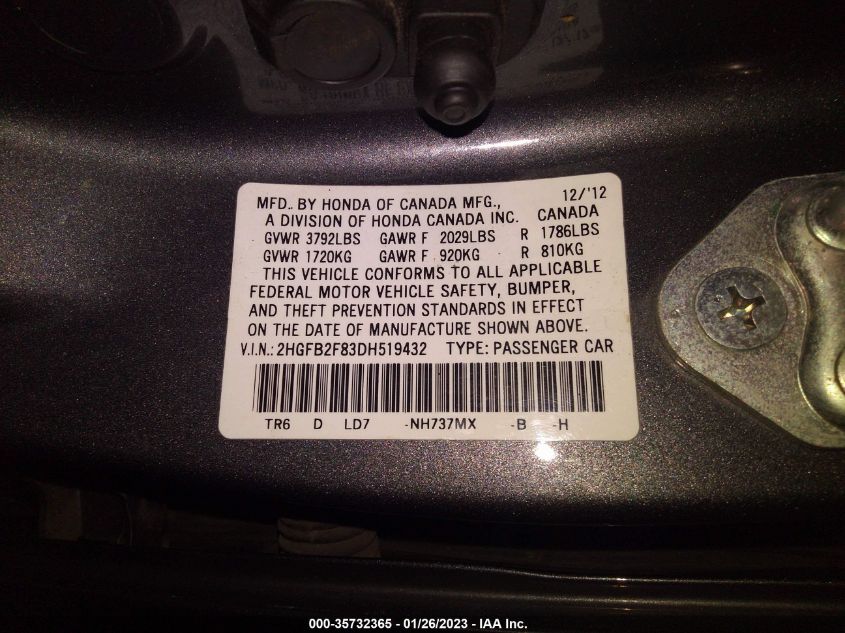 MFD. BY HONDA OF CANADA MFG., 12/'12
A DIVISION OF HONDA CANADA INC. CANADA
GVWR 3792LBS GAWR F 2029LBS R 1786LBS
GVWR 1720KG GAWR F 920KG R 810KG
THIS VEHICLE CONFORMS TO ALL APPLICABLE
FEDERAL MOTOR VEHICLE SAFETY, BUMPER,
AND THEFT PREVENTION STANDARDS IN EFFECT
ON THE DATE OF MANUFACTURE SHOWN ABOVE.
V.I.N.: 2HGFB2F83DH519432 TYPE: PASSENGER CAR
TR6 D LD7 -NH737MX -B -H
000-35732365 - 01/26/2023 - IAA Inc.